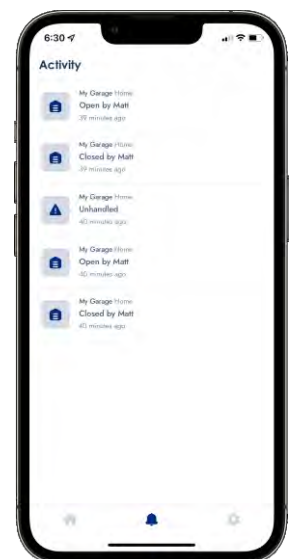 6:30
Activity
My Garage Home
Open by Matt
39 minutes ago
My Garage Home
Closed by Matt
39 minutes ago
My Garage Home
Unhandled
40 minutes ago
My Garage Home
Open by Matt
40 minutes ago
My Garage Home
Closed by Matt
40 minutes ago